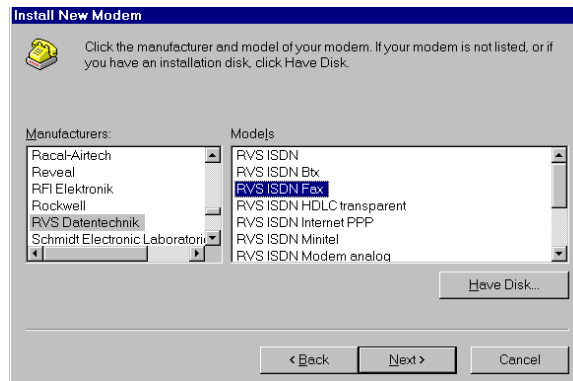 Install New Modem
Click the manufacturer and model of your modem. If your modem is not listed, or if
you have an installation disk, click Have Disk.
Manufacturers:
Racal-Airtech
Reveal
RFI Elektronik
Rockwell
RVS Datentechnik
Schmidt Electronic Laboratori
Models
RVS ISDN
RVS ISDN Btx
RVS ISDN Fax
RVS ISDN HDLC transparent
RVS ISDN Internet PPP
RVS ISDN Minitel
RVS ISDN Modem analog
Have Disk...
< Back
Next >
Cancel